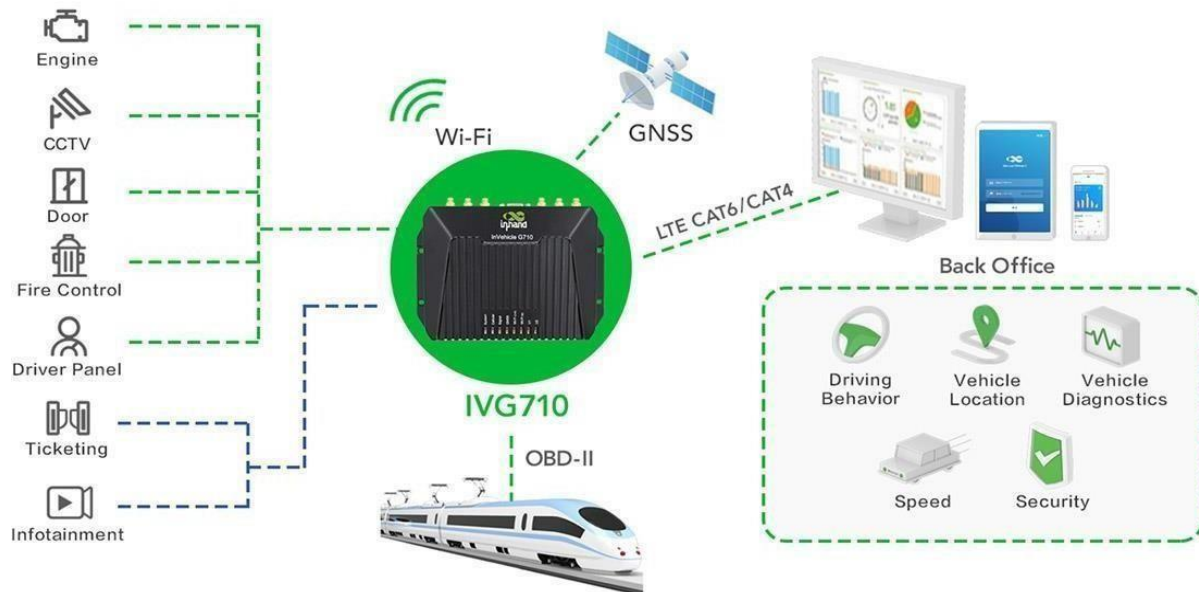 Engine
CCTV
Door
Fire Control
Driver Panel
Ticketing
Infotainment
Wi-Fi
GNSS
inhand
InVehicle G710
IVG710
OBD-II
LTE CAT6/CAT4
Back Office
Driving
Behavior
Vehicle
Location
Vehicle
Diagnostics
Speed
Security